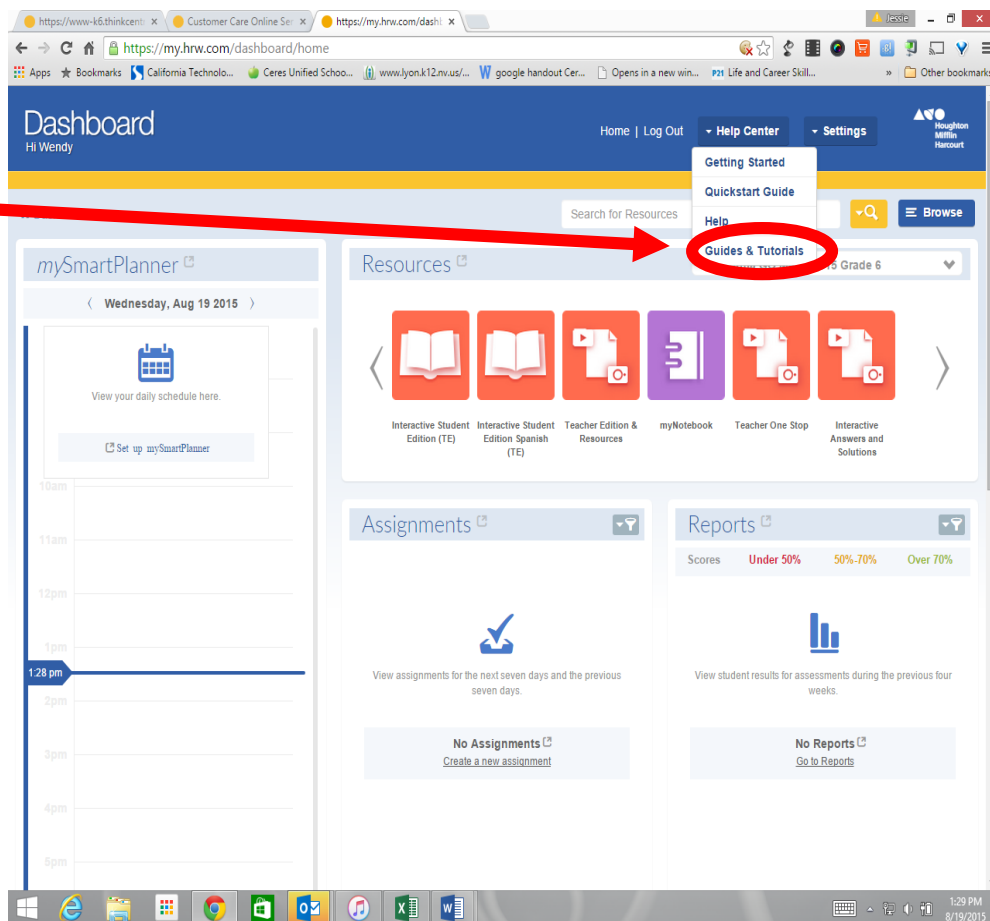 https://www-k6.thinkcent
Customer Care Online Ser
https://my.hrw.com/dashb
Jessie
https://my.hrw.com/dashboard/home
Apps
Bookmarks
California Technolo...
Ceres Unified Schoo...
www.lyon.k12.nv.us/...
google handout Cer...
Opens in a new win...
P21 Life and Career Skill...
»
Other bookmarks
Dashboard
Hi Wendy
Home | Log Out
Help Center
Settings
Houghton
Mifflin
Harcourt
Getting Started
Quickstart Guide
Help
Guides & Tutorials
Search for Resources
Browse
mySmartPlanner
Wednesday, Aug 19 2015
View your daily schedule here.
Set up mySmartPlanner
10am
11am
12pm
1pm
1:28 pm
2pm
3pm
4pm
5pm
Resources
Grade 6
Interactive Student
Edition (TE)
Interactive Student
Edition Spanish
(TE)
Teacher Edition &
Resources
myNotebook
Teacher One Stop
Interactive
Answers and
Solutions
Assignments
View assignments for the next seven days and the previous
seven days.
No Assignments
Create a new assignment
Reports
Scores Under 50% 50%-70% Over 70%
View student results for assessments during the previous four
weeks.
No Reports
Go to Reports
1:29 PM
8/19/2015